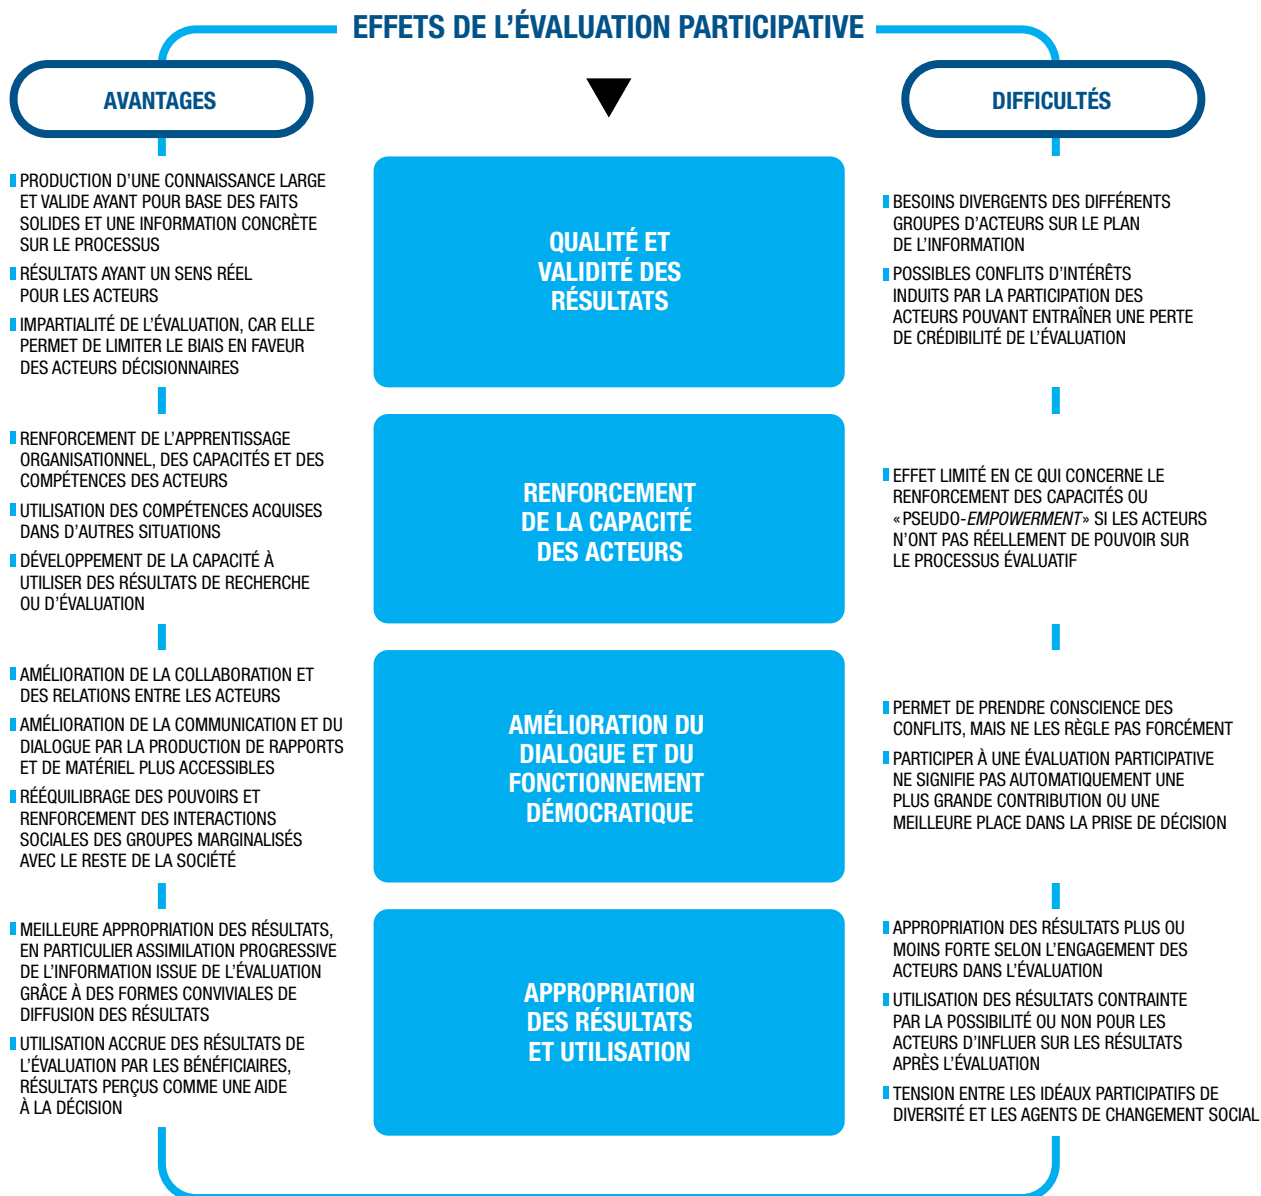 EFFETS DE L’ÉVALUATION PARTICIPATIVE
AVANTAGES
DIFFICULTÉS
PRODUCTION D’UNE CONNAISSANCE LARGE
ET VALIDE AYANT POUR BASE DES FAITS
SOLIDES ET UNE INFORMATION CONCRÈTE
SUR LE PROCESSUS
RÉSULTATS AYANT UN SENS RÉEL
POUR LES ACTEURS
IMPARTIALITÉ DE L’ÉVALUATION, CAR ELLE
PERMET DE LIMITER LE BIAIS EN FAVEUR
DES ACTEURS DÉCISIONNAIRES
QUALITÉ ET
VALIDITÉ DES
RÉSULTATS
BESOINS DIVERGENTS DES DIFFÉRENTS
GROUPES D’ACTEURS SUR LE PLAN
DE L’INFORMATION
POSSIBLES CONFLITS D’INTÉRÊTS
INDUITS PAR LA PARTICIPATION DES
ACTEURS POUVANT ENTRAÎNER UNE PERTE
DE CRÉDIBILITÉ DE L’ÉVALUATION
RENFORCEMENT DE L’APPRENTISSAGE
ORGANISATIONNEL, DES CAPACITÉS ET DES
COMPÉTENCES DES ACTEURS
UTILISATION DES COMPÉTENCES ACQUISES
DANS D’AUTRES SITUATIONS
DÉVELOPPEMENT DE LA CAPACITÉ À
UTILISER DES RÉSULTATS DE RECHERCHE
OU D’ÉVALUATION
RENFORCEMENT
DE LA CAPACITÉ
DES ACTEURS
EFFET LIMITÉ EN CE QUI CONCERNE LE
RENFORCEMENT DES CAPACITÉS OU
«PSEUDO-EMPOWERMENT» SI LES ACTEURS
N’ONT PAS RÉELLEMENT DE POUVOIR SUR
LE PROCESSUS ÉVALUATIF
AMÉLIORATION DE LA COLLABORATION ET
DES RELATIONS ENTRE LES ACTEURS
AMÉLIORATION DE LA COMMUNICATION ET DU
DIALOGUE PAR LA PRODUCTION DE RAPPORTS
ET DE MATÉRIEL PLUS ACCESSIBLES
RÉÉQUILIBRAGE DES POUVOIRS ET
RENFORCEMENT DES INTERACTIONS
SOCIALES DES GROUPES MARGINALISÉS
AVEC LE RESTE DE LA SOCIÉTÉ
AMÉLIORATION DU
DIALOGUE ET DU
FONCTIONNEMENT
DÉMOCRATIQUE
PERMET DE PRENDRE CONSCIENCE DES
CONFLITS, MAIS NE LES RÈGLE PAS FORCÉMENT
PARTICIPER À UNE ÉVALUATION PARTICIPATIVE
NE SIGNIFIE PAS AUTOMATIQUEMENT UNE
PLUS GRANDE CONTRIBUTION OU UNE
MEILLEURE PLACE DANS LA PRISE DE DÉCISION
MEILLEURE APPROPRIATION DES RÉSULTATS,
EN PARTICULIER ASSIMILATION PROGRESSIVE
DE L’INFORMATION ISSUE DE L’ÉVALUATION
GRÂCE À DES FORMES CONVIVIALES DE
DIFFUSION DES RÉSULTATS
UTILISATION ACCRUE DES RÉSULTATS DE
L’ÉVALUATION PAR LES BÉNÉFICIAIRES,
RÉSULTATS PERÇUS COMME UNE AIDE
À LA DÉCISION
APPROPRIATION
DES RÉSULTATS
ET UTILISATION
APPROPRIATION DES RÉSULTATS PLUS OU
MOINS FORTE SELON L’ENGAGEMENT DES
ACTEURS DANS L’ÉVALUATION
UTILISATION DES RÉSULTATS CONTRAINTE
PAR LA POSSIBILITÉ OU NON POUR LES
ACTEURS D’INFLUER SUR LES RÉSULTATS
APRÈS L’ÉVALUATION
TENSION ENTRE LES IDÉAUX PARTICIPATIFS DE
DIVERSITÉ ET LES AGENTS DE CHANGEMENT SOCIAL